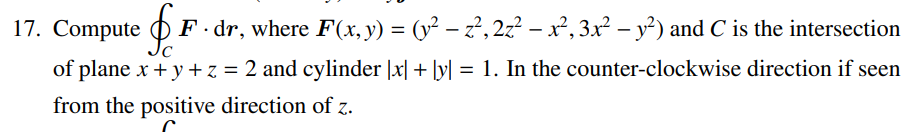 17. Compute ∮_C F · dr, where F(x, y) = (y² − z², 2z² − x², 3x² − y²) and C is the intersection
of plane x + y + z = 2 and cylinder |x| + |y| = 1. In the counter-clockwise direction if seen
from the positive direction of z.